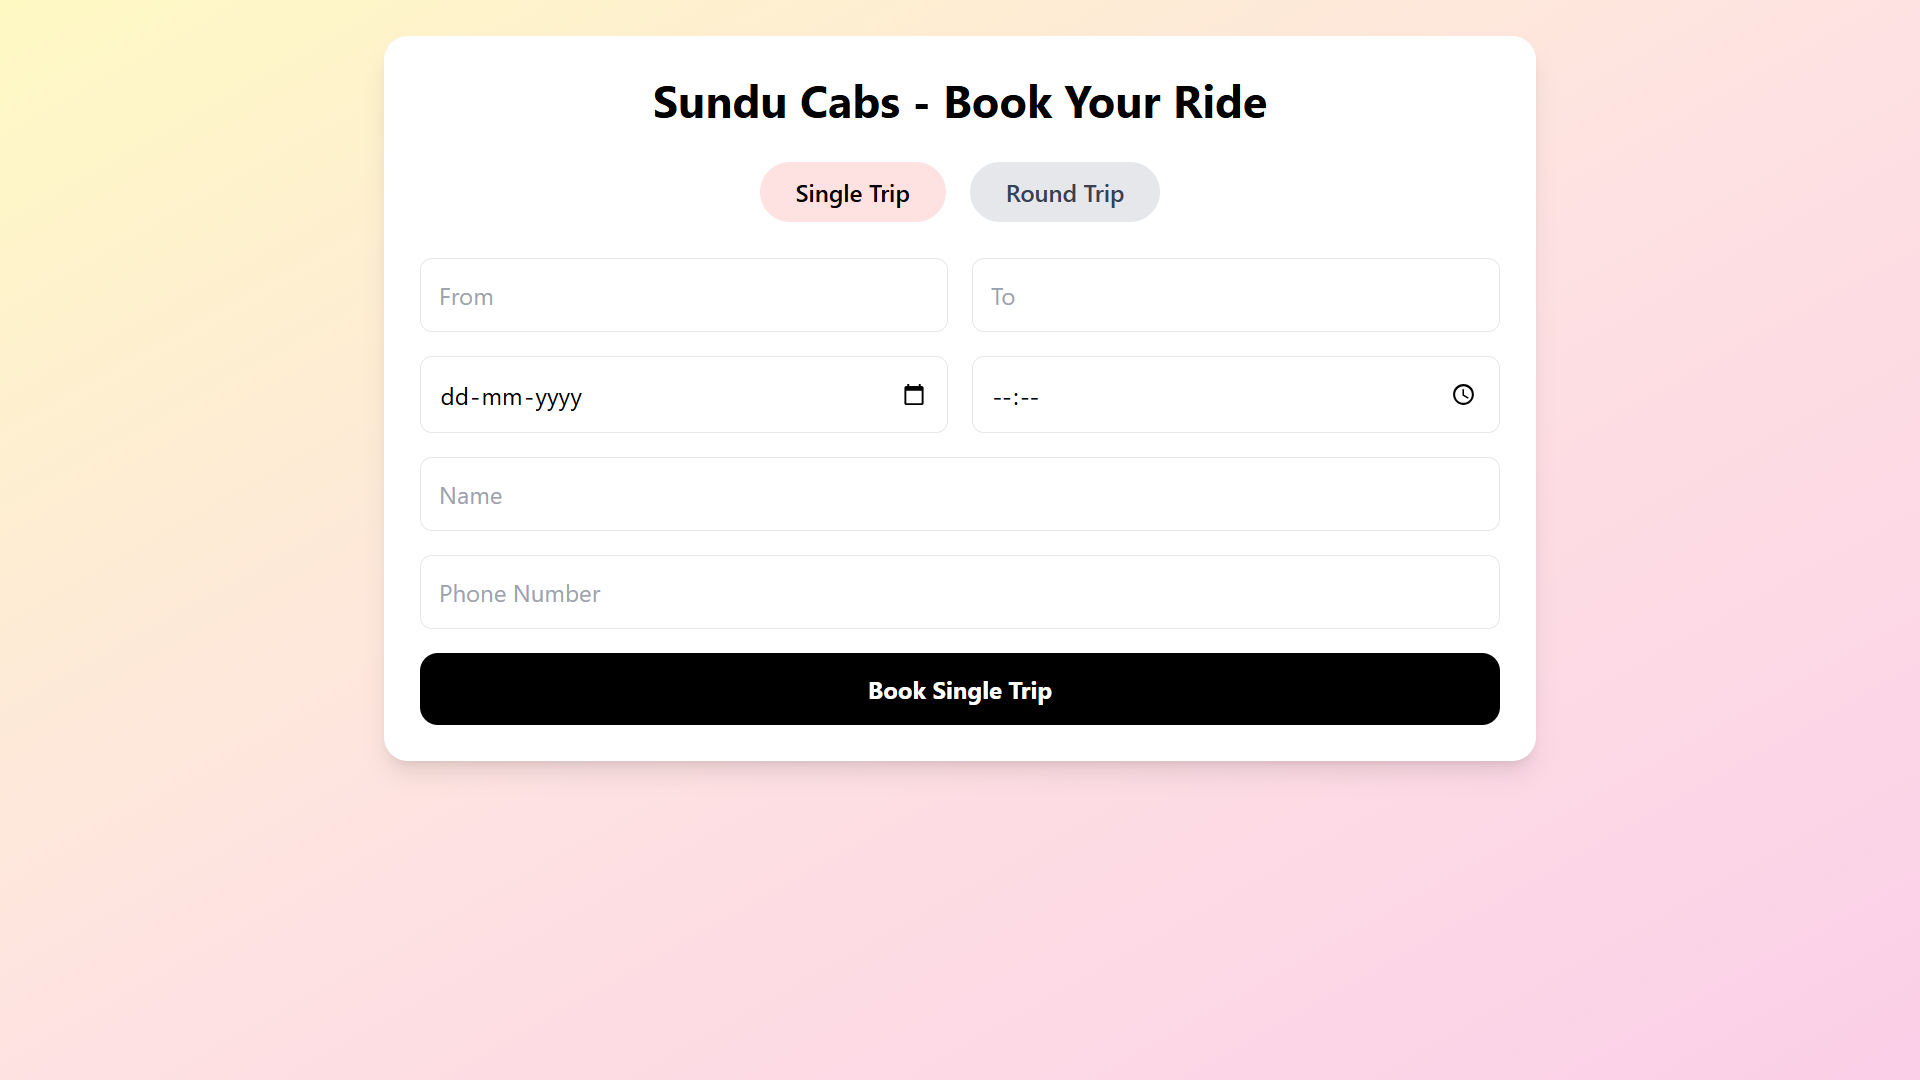 Sundu Cabs - Book Your Ride
Single Trip
Round Trip
From
To
dd-mm-yyyy
--:--
Name
Phone Number
Book Single Trip